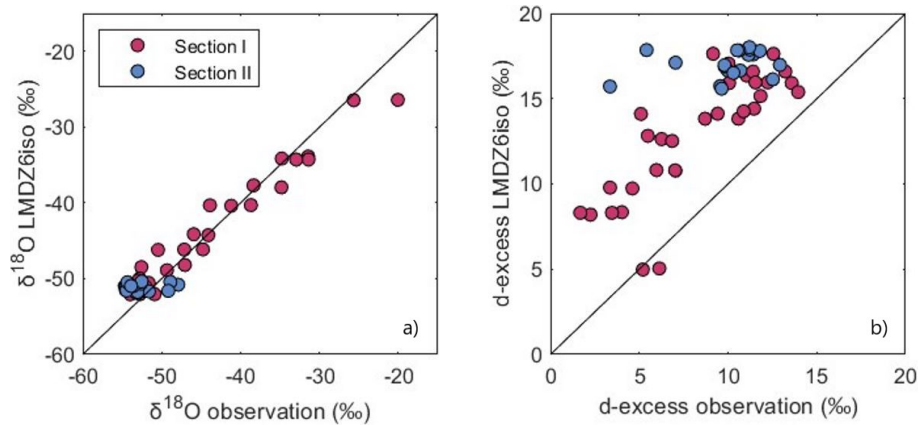 Section I
Section II
-20
-30
-40
-50
-60
-60
-50
-40
-30
-20
δ¹⁸O LMDZ6iso (‰)
δ¹⁸O observation (‰)
a)
20
15
10
5
0
0
5
10
15
20
d-excess LMDZ6iso (‰)
d-excess observation (‰)
b)